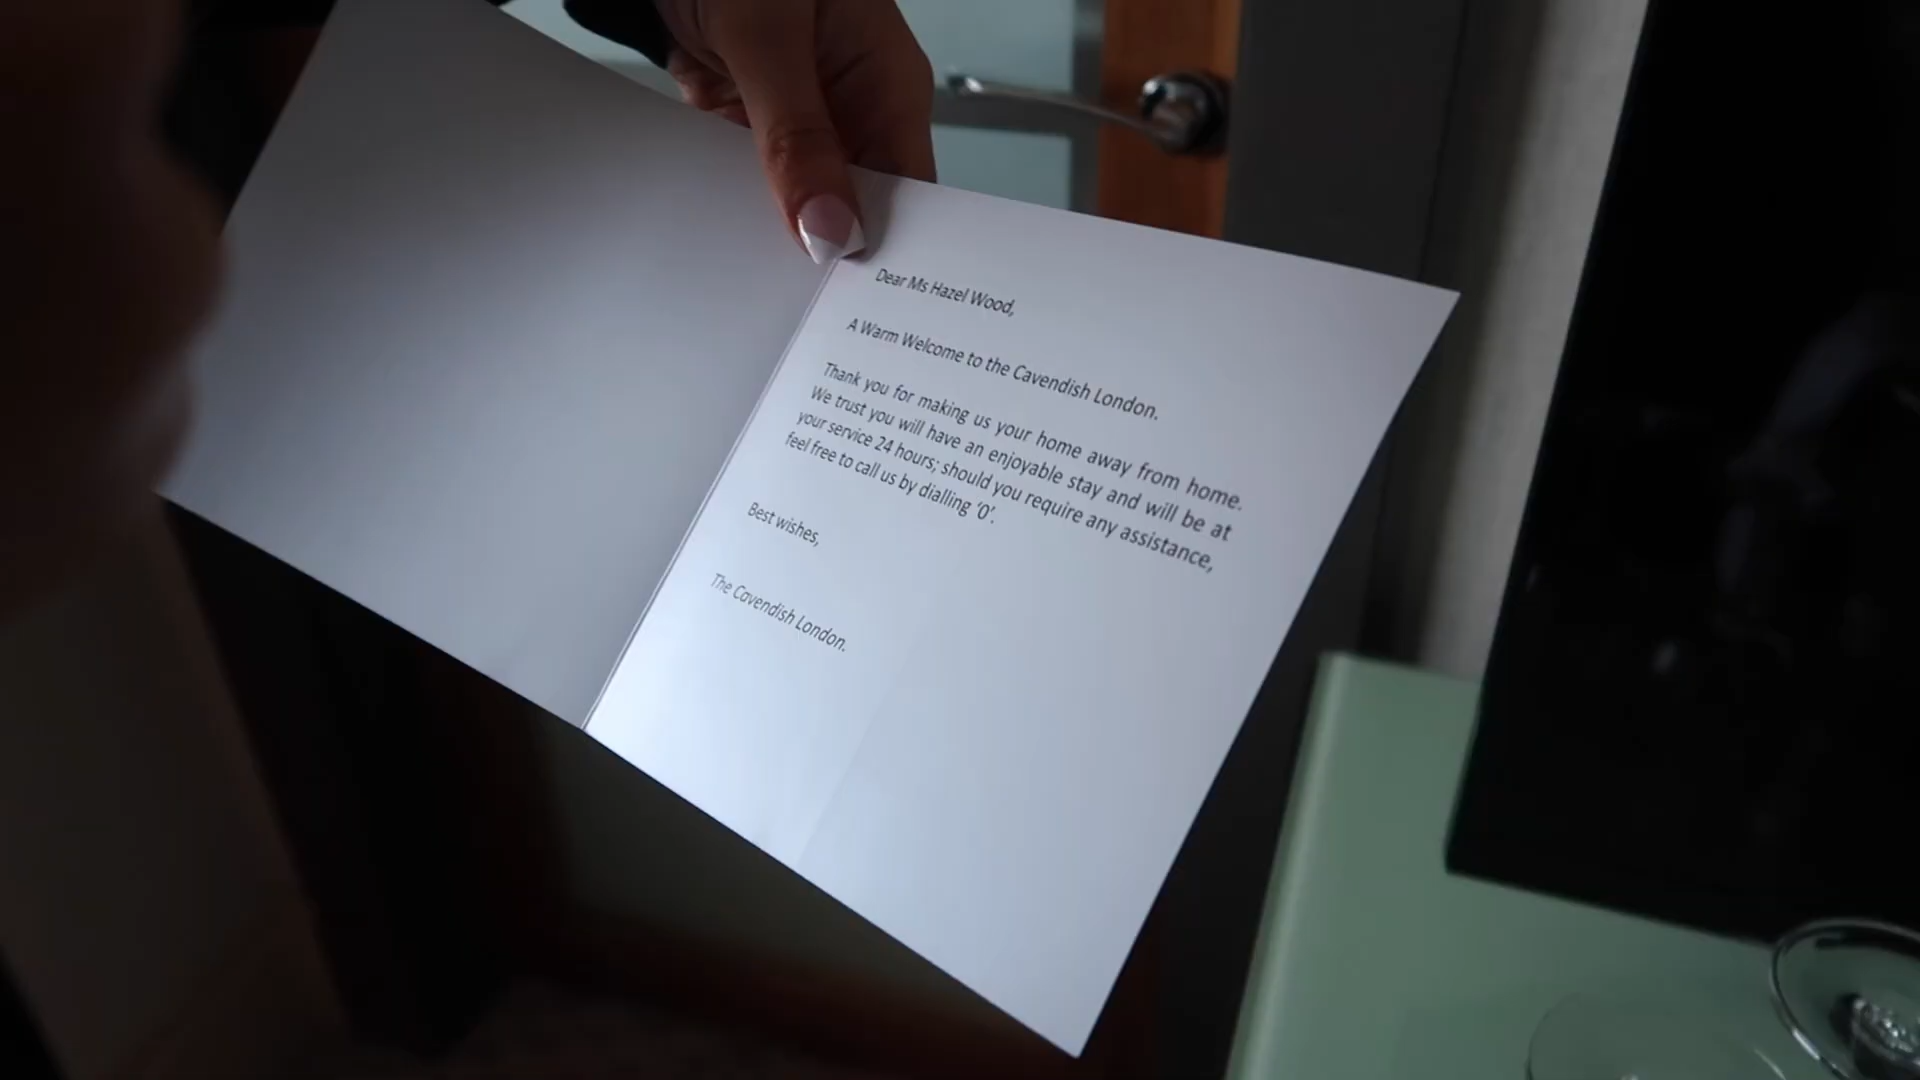 Dear Ms Hazel Wood,
A Warm Welcome to the Cavendish London.
Thank you for making us your home away from home.
We trust you will have an enjoyable stay and will be at
your service 24 hours; should you require any assistance,
feel free to call us by dialling ‘0’.
Best wishes,
The Cavendish London.